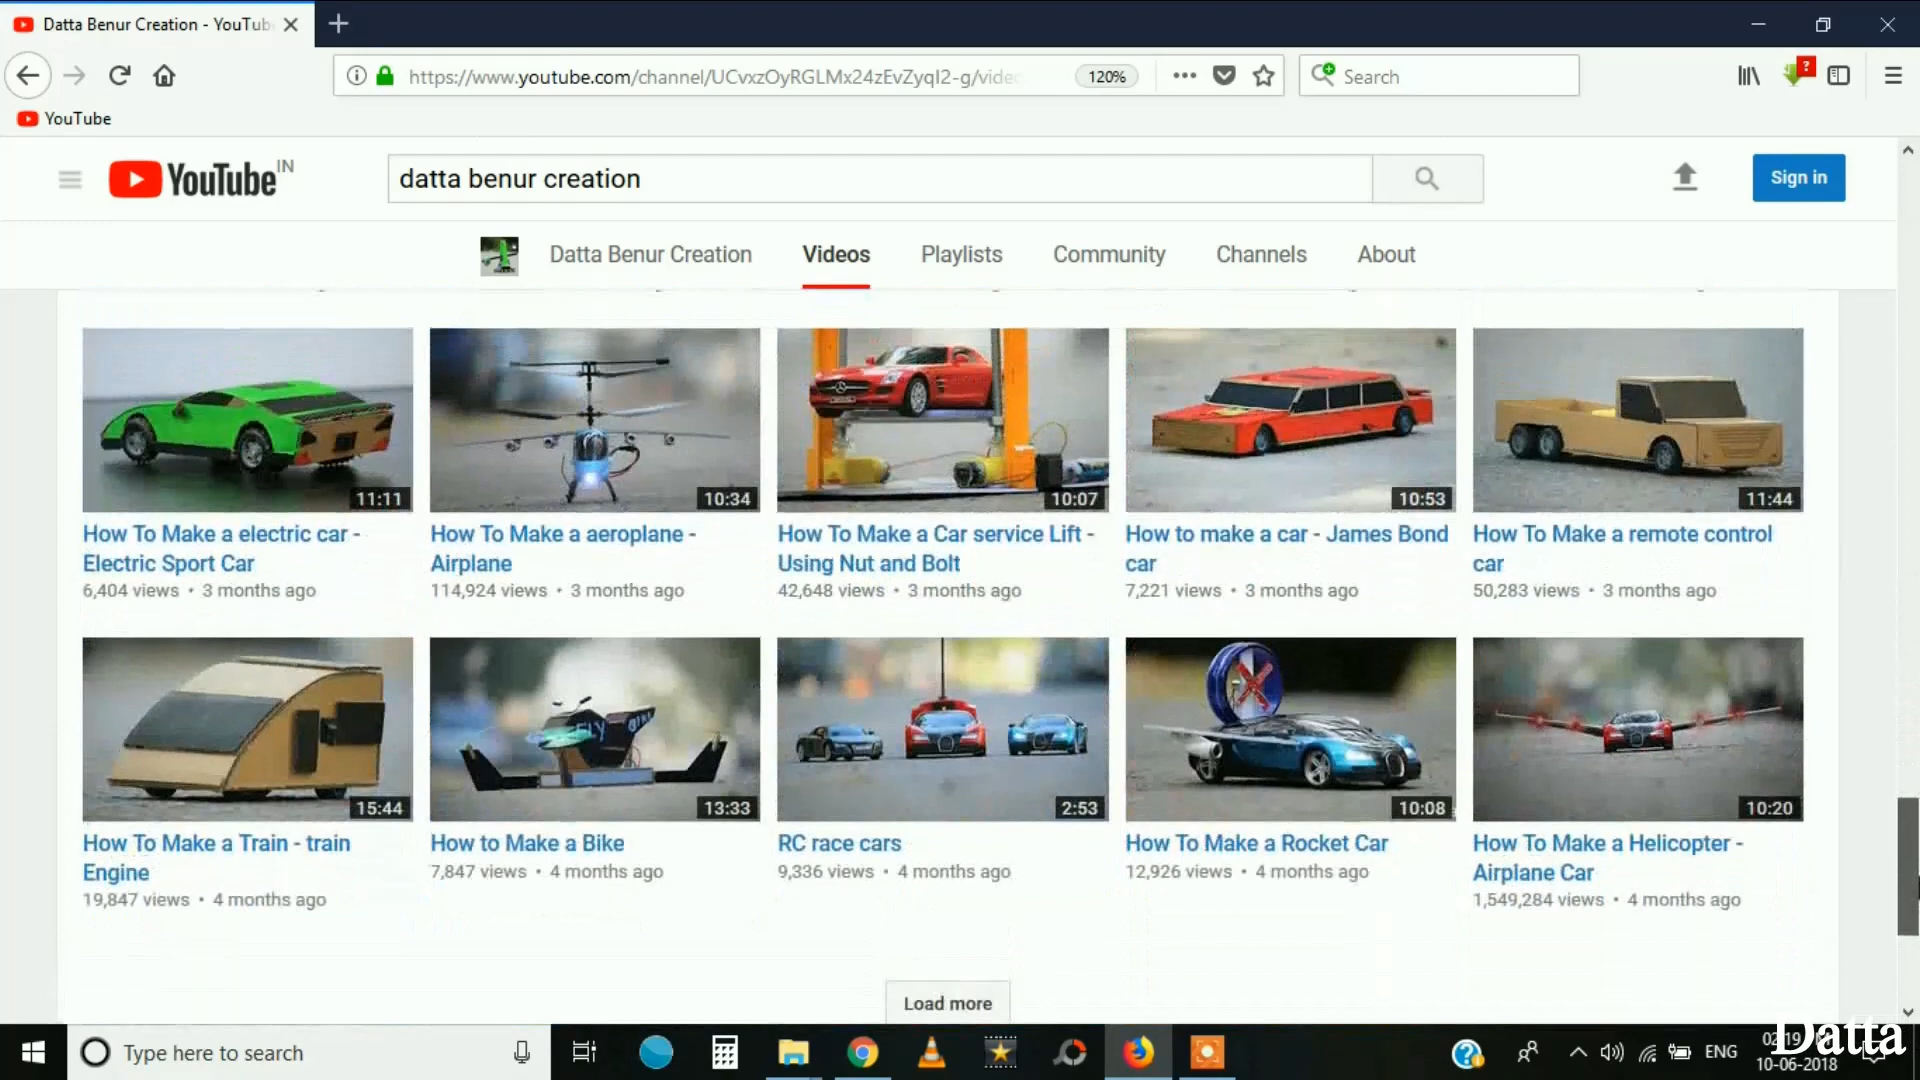 Datta Benur Creation - YouTub
https://www.youtube.com/channel/UCvxzOyRGLMx24zEvZyqI2-g/vide
120%
Search
YouTube
YouTube IN
datta benur creation
Sign in
Datta Benur Creation
Videos
Playlists
Community
Channels
About
11:11
10:34
10:07
10:53
11:44
How To Make a electric car -
Electric Sport Car
6,404 views • 3 months ago
How To Make a aeroplane -
Airplane
114,924 views • 3 months ago
How To Make a Car service Lift -
Using Nut and Bolt
42,648 views • 3 months ago
How to make a car - James Bond
car
7,221 views • 3 months ago
How To Make a remote control
car
50,283 views • 3 months ago
15:44
13:33
2:53
10:08
10:20
How To Make a Train - train
Engine
19,847 views • 4 months ago
How to Make a Bike
7,847 views • 4 months ago
RC race cars
9,336 views • 4 months ago
How To Make a Rocket Car
12,926 views • 4 months ago
How To Make a Helicopter -
Airplane Car
1,549,284 views • 4 months ago
Load more
Type here to search
ENG
10-06-2018
Datta